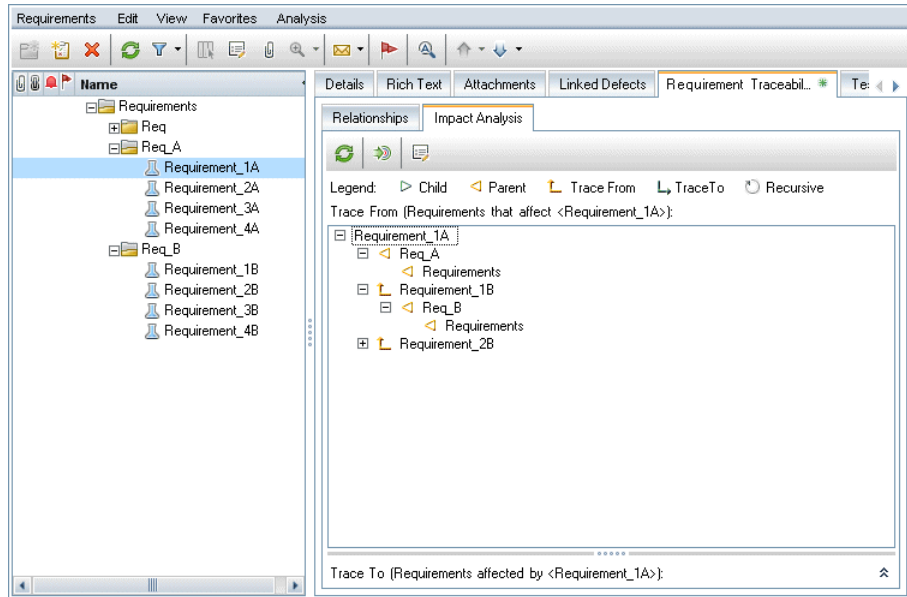 Requirements Edit View Favorites Analysis
Name
Requirements
Req
Req_A
Requirement_1A
Requirement_2A
Requirement_3A
Requirement_4A
Req_B
Requirement_1B
Requirement_2B
Requirement_3B
Requirement_4B
Details Rich Text Attachments Linked Defects Requirement Traceabil... * Te
Relationships Impact Analysis
Legend: Child Parent Trace From TraceTo Recursive
Trace From (Requirements that affect <Requirement_1A>):
Requirement_1A
Req_A
Requirements
Requirement_1B
Req_B
Requirements
Requirement_2B
Trace To (Requirements affected by <Requirement_1A>):